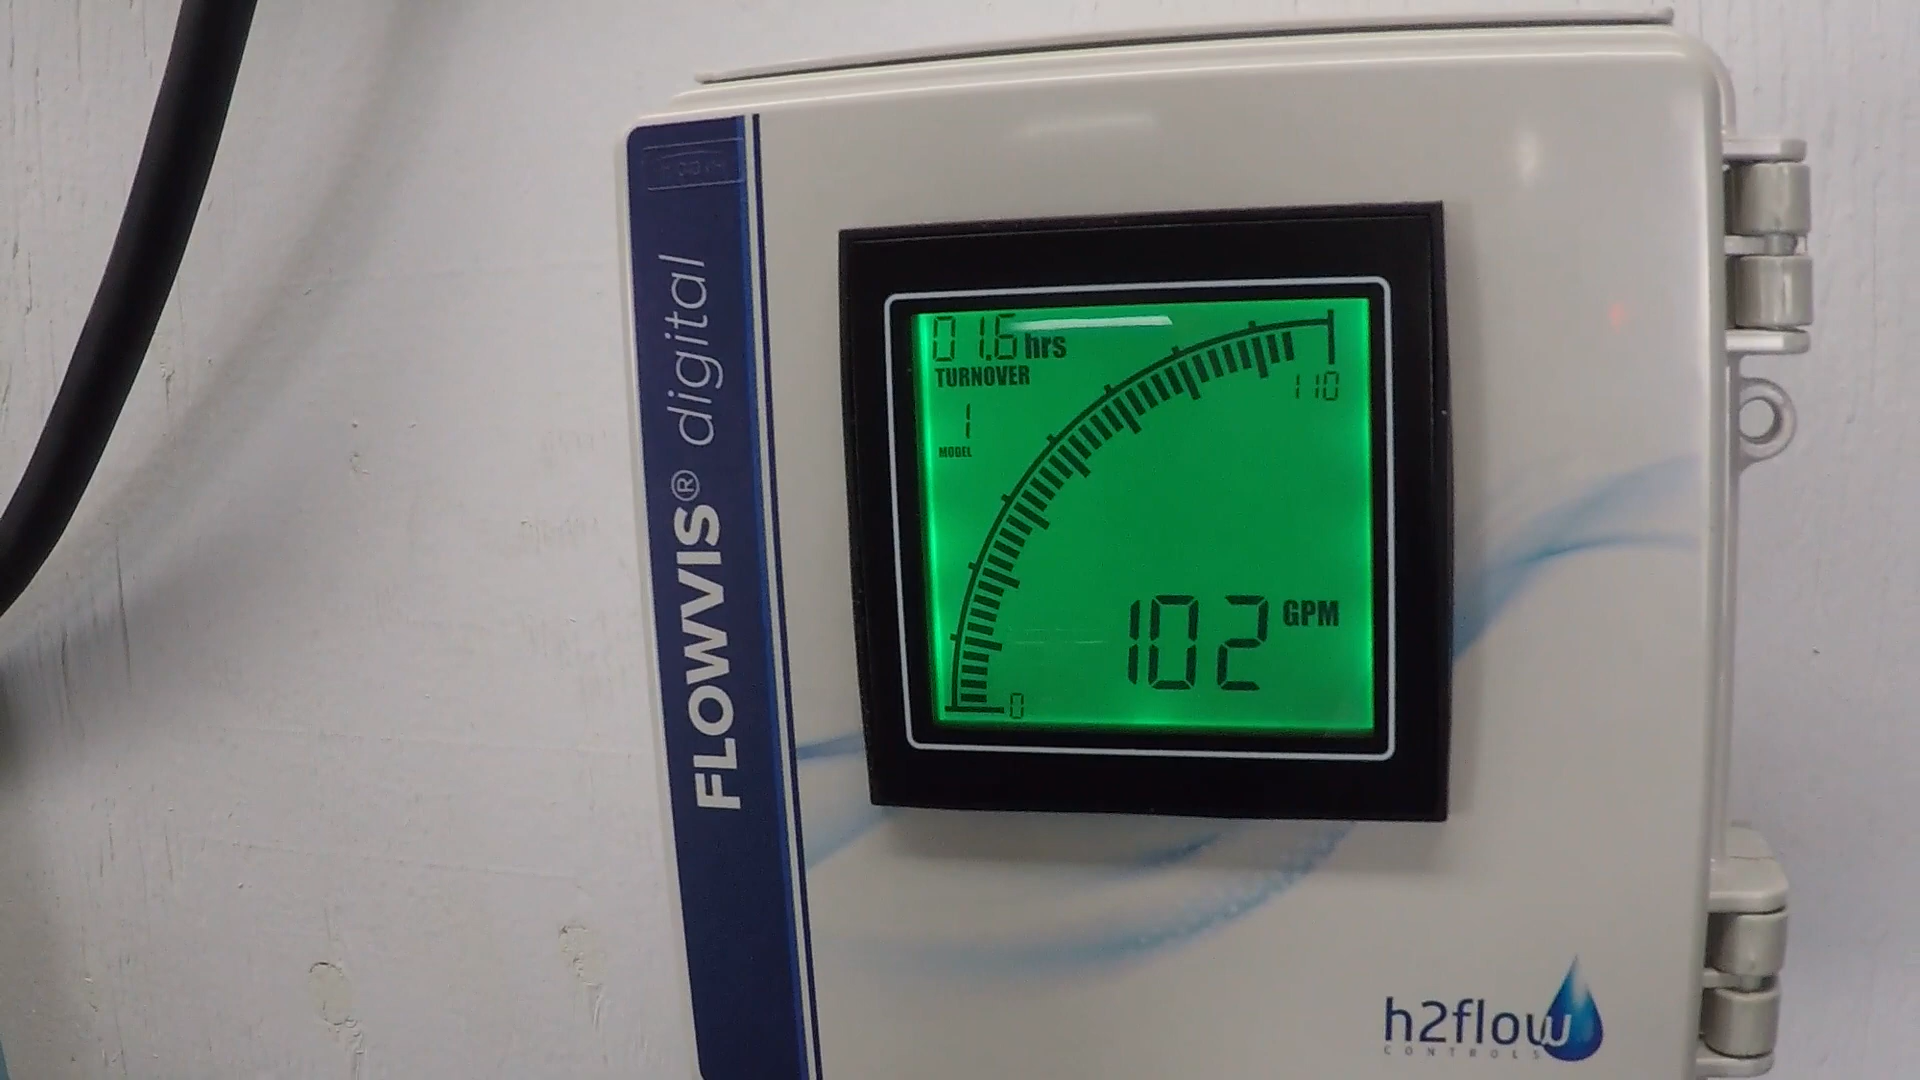 FLOWVIS® digital
01.6 hrs
TURNOVER
1
MODEL
110
102 GPM
0
h2flow
CONTROLS